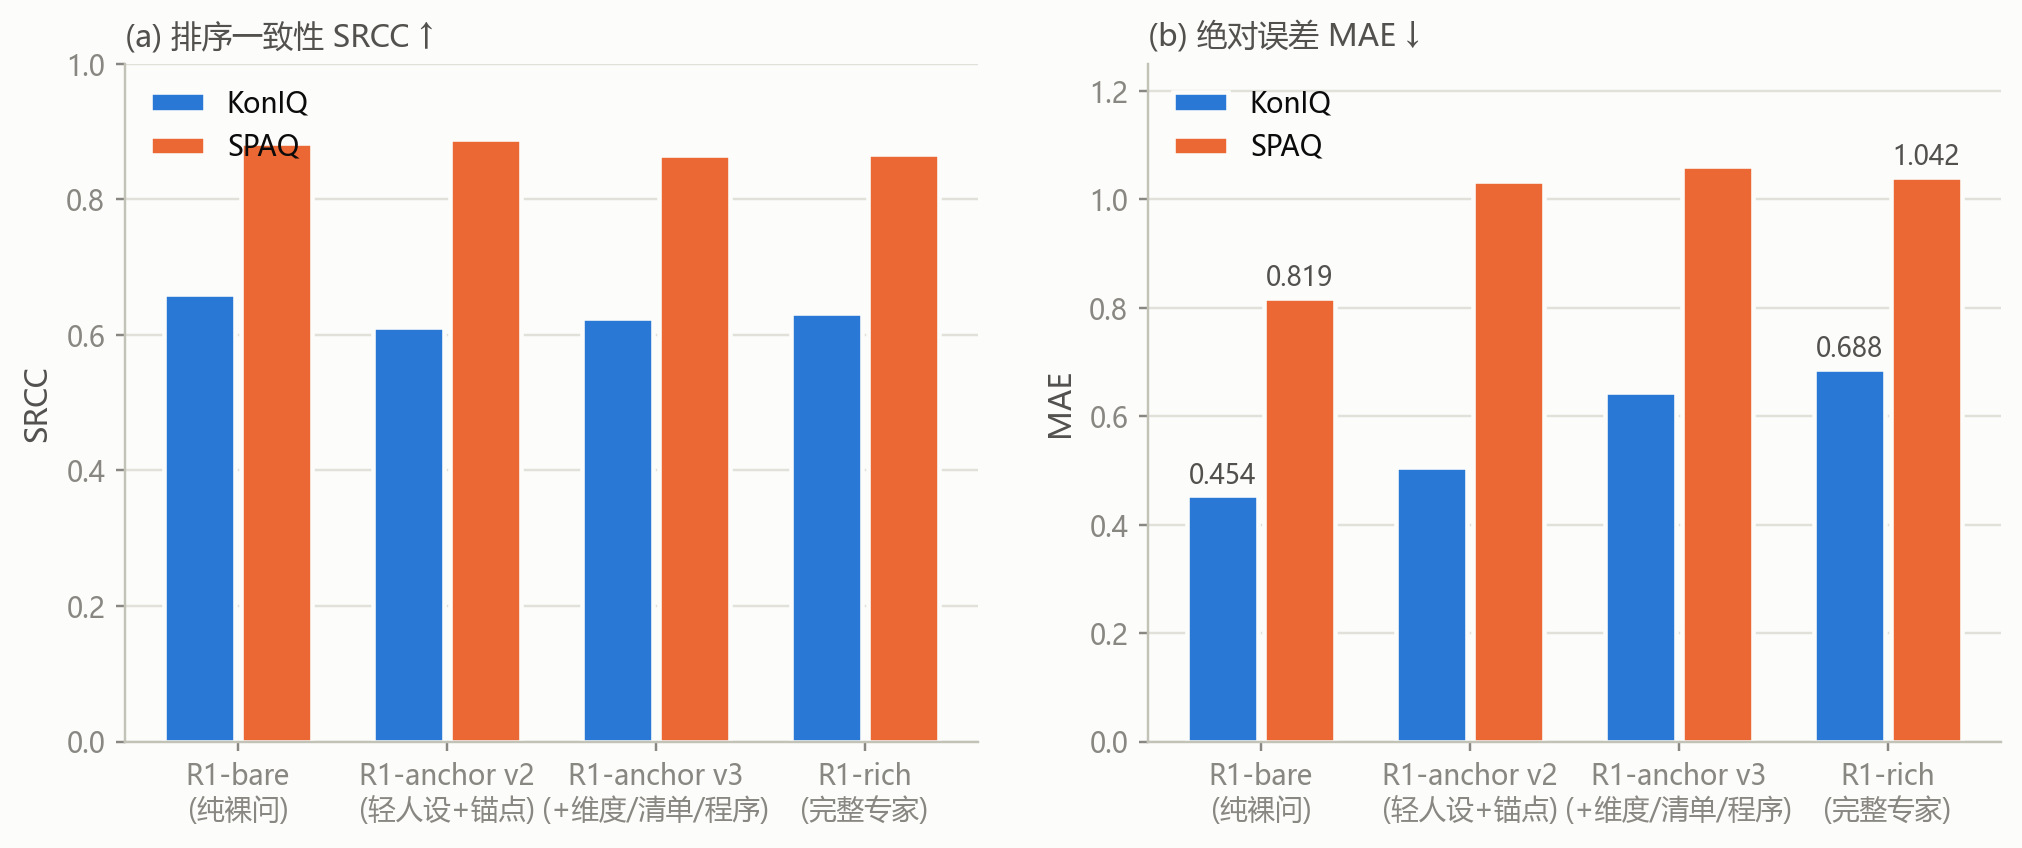 (a) 排序一致性 SRCC ↑
1.0
0.8
0.6
0.4
0.2
0.0
SRCC
KonIQ
SPAQ
R1-bare
(纯裸问)
R1-anchor v2
(轻人设+锚点)
R1-anchor v3
(+维度/清单/程序)
R1-rich
(完整专家)
(b) 绝对误差 MAE ↓
1.2
1.0
0.8
0.6
0.4
0.2
0.0
MAE
KonIQ
SPAQ
0.454
0.819
0.688
1.042
R1-bare
(纯裸问)
R1-anchor v2
(轻人设+锚点)
R1-anchor v3
(+维度/清单/程序)
R1-rich
(完整专家)